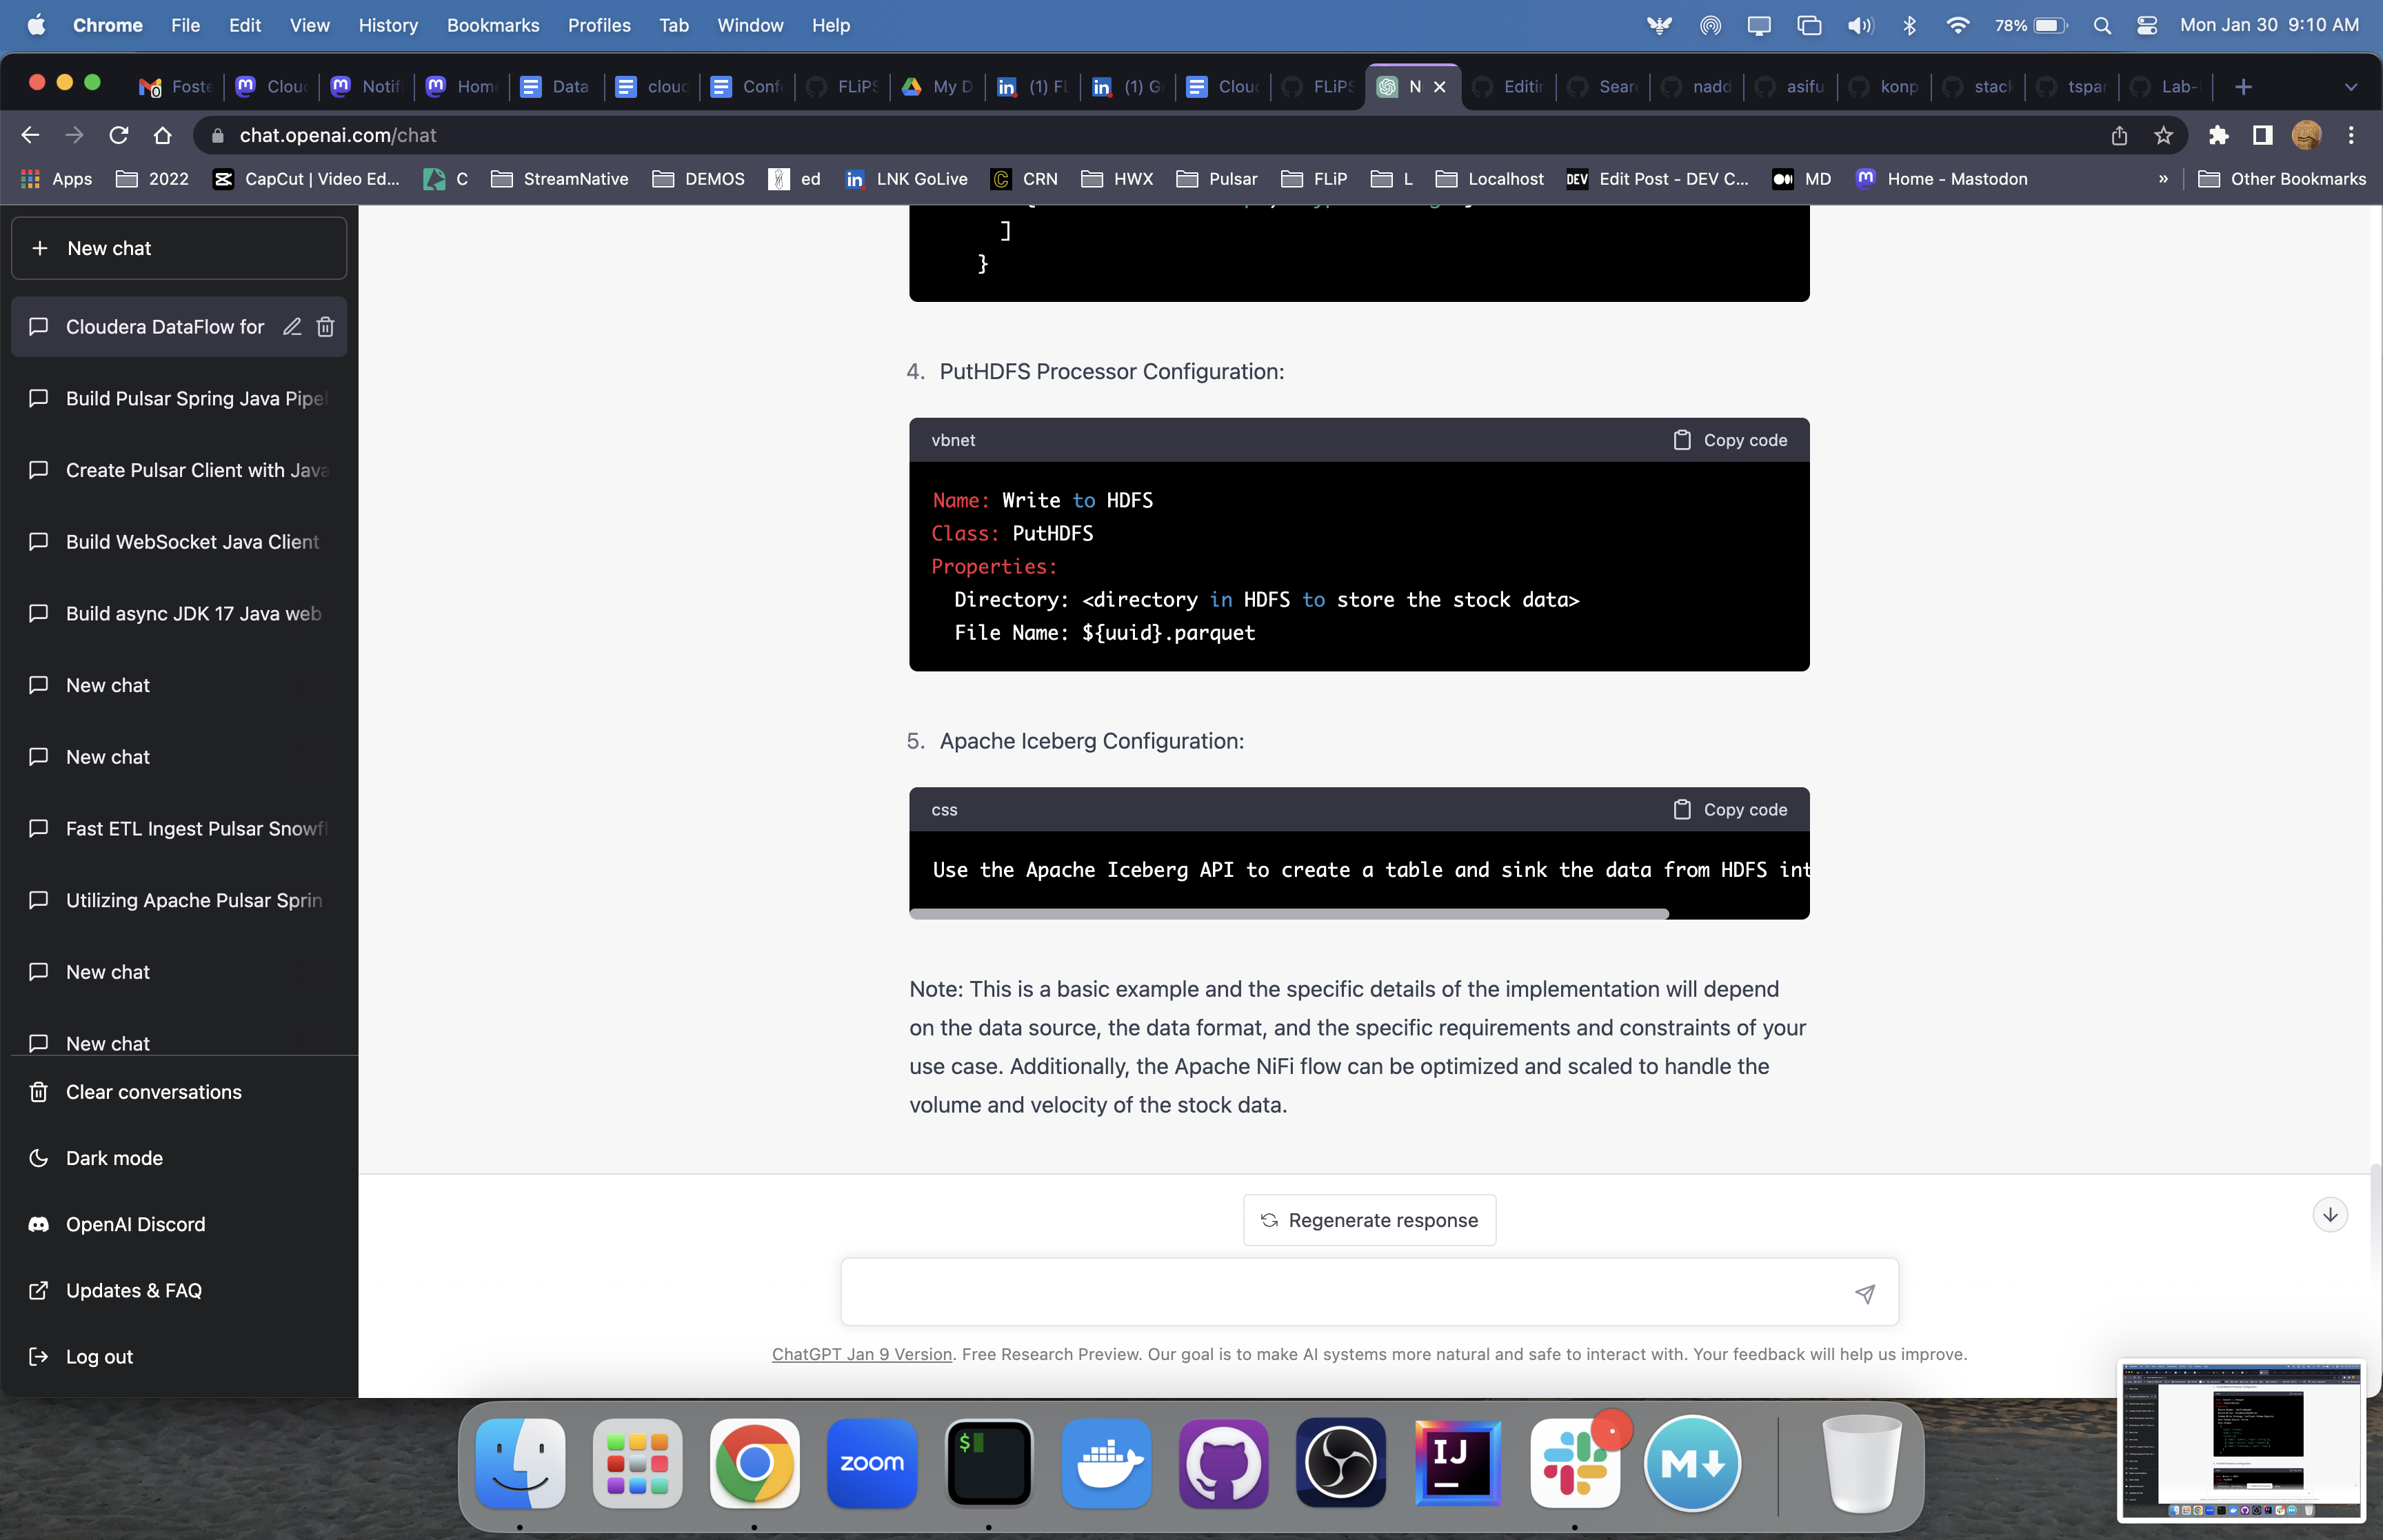 Chrome File Edit View History Bookmarks Profiles Tab Window Help
78% Mon Jan 30 9:10 AM
Foste Clou Notif Home Data cloud Conf FLiPS My D (1) FL (1) G Clou FLiPS N Editin Sear nadd asifu konp stack tspar Lab-
chat.openai.com/chat
Apps 2022 CapCut | Video Ed... C StreamNative DEMOS ed LNK GoLive CRN HWX Pulsar FLiP L Localhost DEV Edit Post - DEV C... MD Home - Mastodon » Other Bookmarks
New chat
Cloudera DataFlow for
Build Pulsar Spring Java Pipel
Create Pulsar Client with Java
Build WebSocket Java Client
Build async JDK 17 Java web
New chat
New chat
Fast ETL Ingest Pulsar Snowfl
Utilizing Apache Pulsar Sprin
New chat
New chat
Clear conversations
Dark mode
OpenAI Discord
Updates & FAQ
Log out
]
}
4. PutHDFS Processor Configuration:
vbnet Copy code
Name: Write to HDFS
Class: PutHDFS
Properties:
Directory: <directory in HDFS to store the stock data>
File Name: ${uuid}.parquet
5. Apache Iceberg Configuration:
css Copy code
Use the Apache Iceberg API to create a table and sink the data from HDFS int
Note: This is a basic example and the specific details of the implementation will depend
on the data source, the data format, and the specific requirements and constraints of your
use case. Additionally, the Apache NiFi flow can be optimized and scaled to handle the
volume and velocity of the stock data.
Regenerate response
ChatGPT Jan 9 Version. Free Research Preview. Our goal is to make AI systems more natural and safe to interact with. Your feedback will help us improve.
zoom $ IJ M